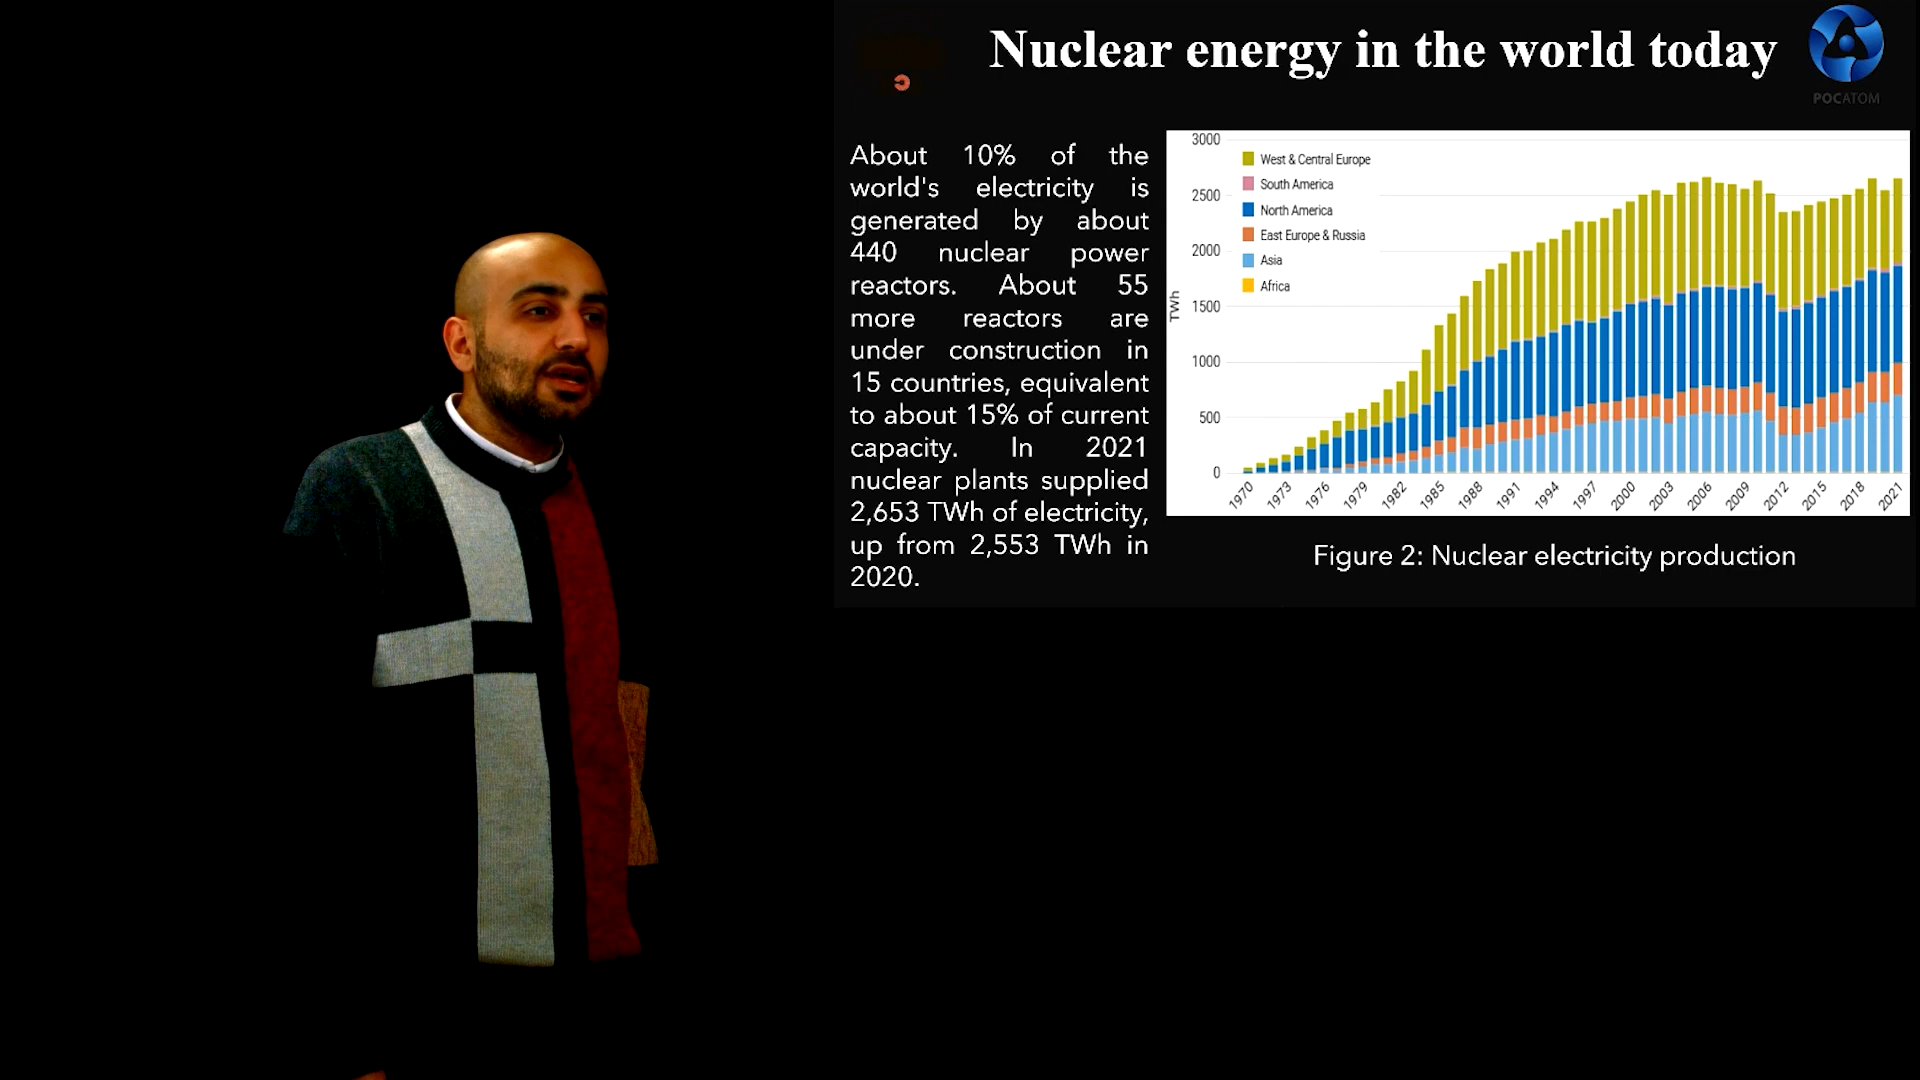 Nuclear energy in the world today
РОСАТОМ
About 10% of the
world's electricity is
generated by about
440 nuclear power
reactors. About 55
more reactors are
under construction in
15 countries, equivalent
to about 15% of current
capacity. In 2021
nuclear plants supplied
2,653 TWh of electricity,
up from 2,553 TWh in
2020.
3000
2500
2000
1500
1000
500
0
TWh
West & Central Europe
South America
North America
East Europe & Russia
Asia
Africa
1970 1973 1976 1979 1982 1985 1988 1991 1994 1997 2000 2003 2006 2009 2012 2015 2018 2021
Figure 2: Nuclear electricity production